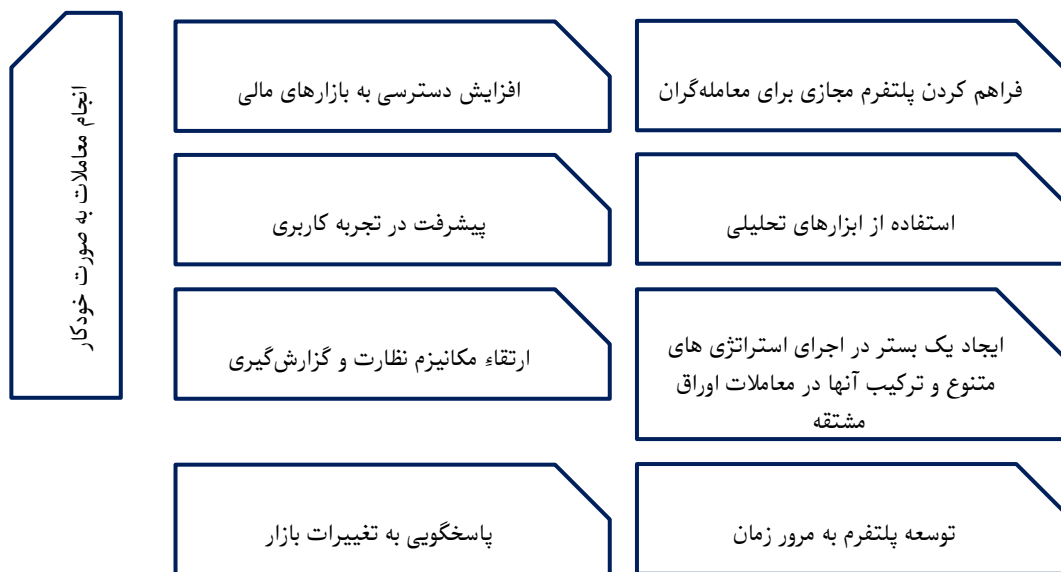 فراهم کردن پلتفرم مجازی برای معامله‌گران
افزایش دسترسی به بازارهای مالی
انجام معاملات به صورت خودکار
استفاده از ابزارهای تحلیلی
پیشرفت در تجربه کاربری
ایجاد یک بستر در اجرای استراتژی های
متنوع و ترکیب آنها در معاملات اوراق
مشتقه
ارتقاء مکانیزم نظارت و گزارش‌گیری
توسعه پلتفرم به مرور زمان
پاسخگویی به تغییرات بازار